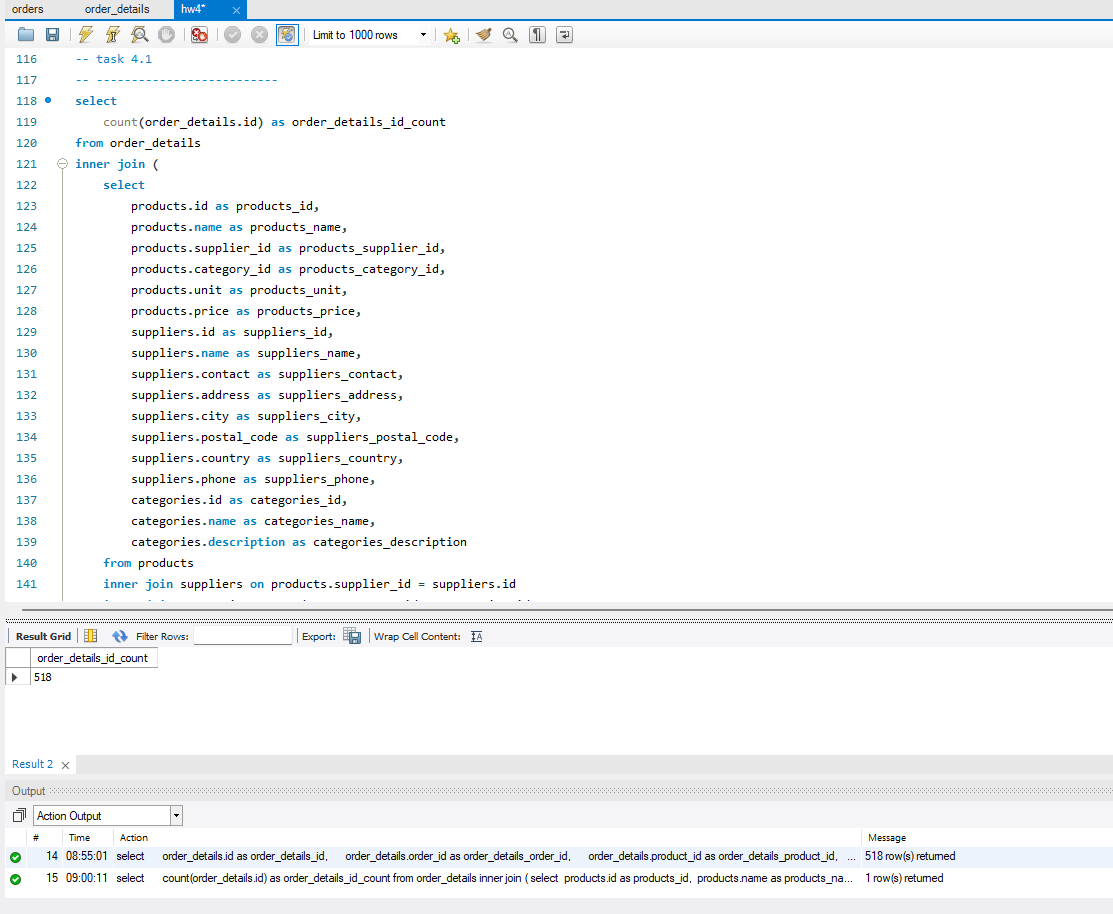 orders order_details hw4*
Limit to 1000 rows
116 -- task 4.1
117 -- --------------------------
118 select
119 count(order_details.id) as order_details_id_count
120 from order_details
121 inner join (
122 select
123 products.id as products_id,
124 products.name as products_name,
125 products.supplier_id as products_supplier_id,
126 products.category_id as products_category_id,
127 products.unit as products_unit,
128 products.price as products_price,
129 suppliers.id as suppliers_id,
130 suppliers.name as suppliers_name,
131 suppliers.contact as suppliers_contact,
132 suppliers.address as suppliers_address,
133 suppliers.city as suppliers_city,
134 suppliers.postal_code as suppliers_postal_code,
135 suppliers.country as suppliers_country,
136 suppliers.phone as suppliers_phone,
137 categories.id as categories_id,
138 categories.name as categories_name,
139 categories.description as categories_description
140 from products
141 inner join suppliers on products.supplier_id = suppliers.id
Result Grid Filter Rows: Export: Wrap Cell Content:
order_details_id_count
518
Result 2
Output
Action Output
# Time Action Message
14 08:55:01 select order_details.id as order_details_id, order_details.order_id as order_details_order_id, order_details.product_id as order_details_product_id, ... 518 row(s) returned
15 09:00:11 select count(order_details.id) as order_details_id_count from order_details inner join ( select products.id as products_id, products.name as products_na... 1 row(s) returned